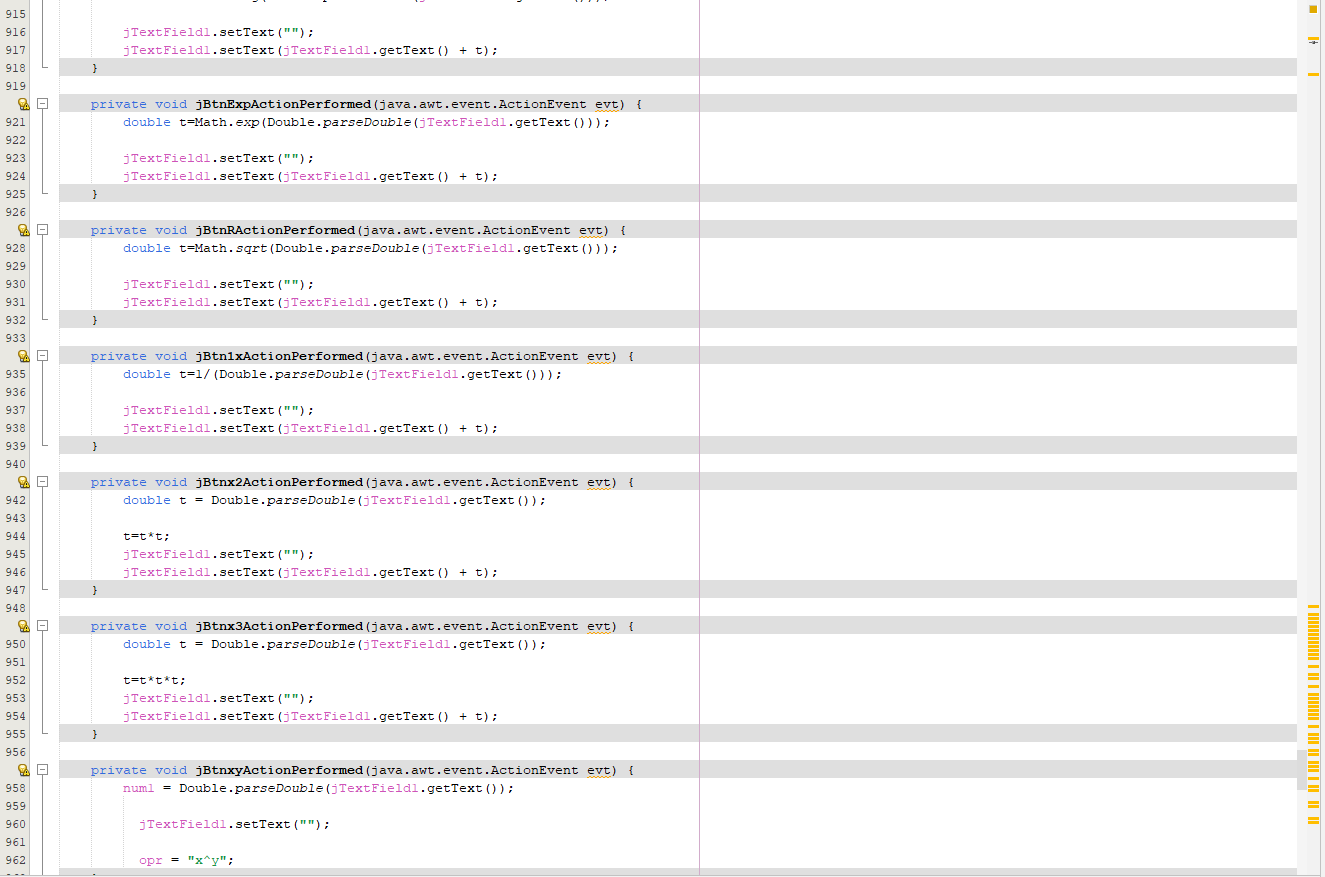 915
916 jTextField1.setText("");
917 jTextField1.setText(jTextField1.getText() + t);
918 }
919
private void jBtnExpActionPerformed(java.awt.event.ActionEvent evt) {
921 double t=Math.exp(Double.parseDouble(jTextField1.getText()));
922
923 jTextField1.setText("");
924 jTextField1.setText(jTextField1.getText() + t);
925 }
926
private void jBtnRActionPerformed(java.awt.event.ActionEvent evt) {
928 double t=Math.sqrt(Double.parseDouble(jTextField1.getText()));
929
930 jTextField1.setText("");
931 jTextField1.setText(jTextField1.getText() + t);
932 }
933
private void jBtn1xActionPerformed(java.awt.event.ActionEvent evt) {
935 double t=1/(Double.parseDouble(jTextField1.getText()));
936
937 jTextField1.setText("");
938 jTextField1.setText(jTextField1.getText() + t);
939 }
940
private void jBtnx2ActionPerformed(java.awt.event.ActionEvent evt) {
942 double t = Double.parseDouble(jTextField1.getText());
943
944 t=t*t;
945 jTextField1.setText("");
946 jTextField1.setText(jTextField1.getText() + t);
947 }
948
private void jBtnx3ActionPerformed(java.awt.event.ActionEvent evt) {
950 double t = Double.parseDouble(jTextField1.getText());
951
952 t=t*t*t;
953 jTextField1.setText("");
954 jTextField1.setText(jTextField1.getText() + t);
955 }
956
private void jBtnxyActionPerformed(java.awt.event.ActionEvent evt) {
958 num1 = Double.parseDouble(jTextField1.getText());
959
960 jTextField1.setText("");
961
962 opr = "x^y";